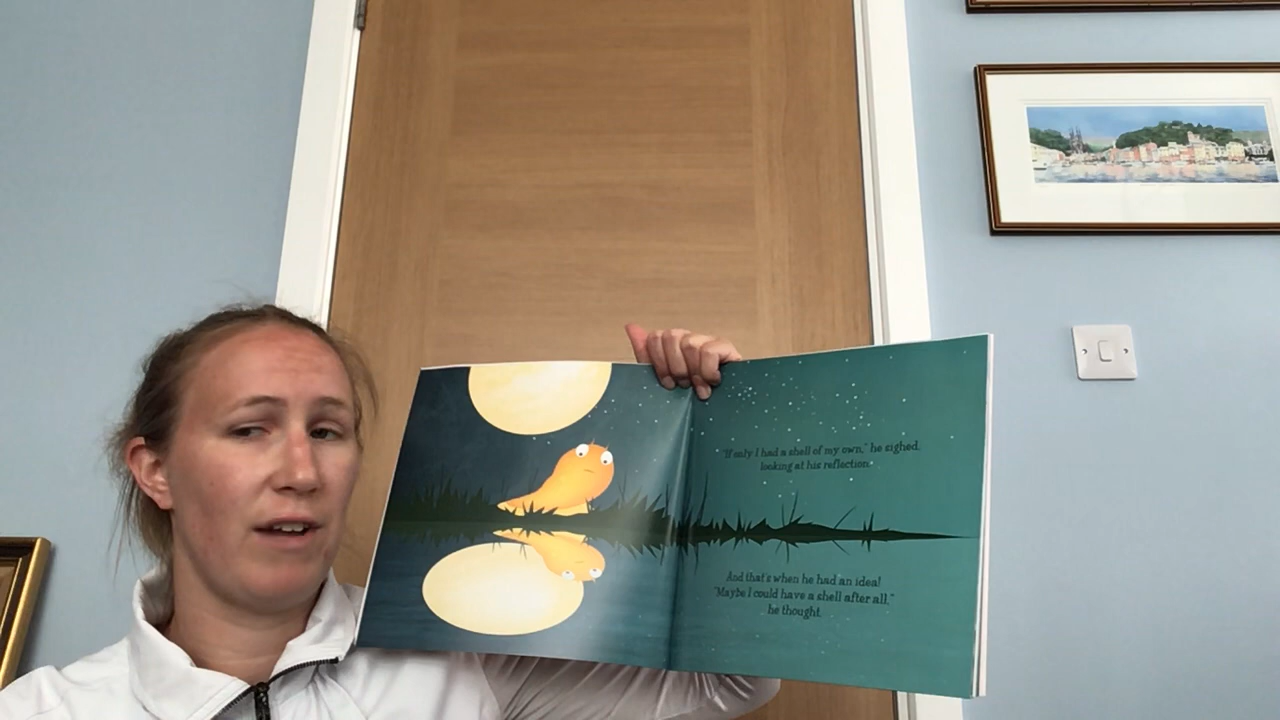 "If only I had a shell of my own," he sighed,
looking at his reflection.
And that's when he had an idea!
"Maybe I could have a shell after all,"
he thought.